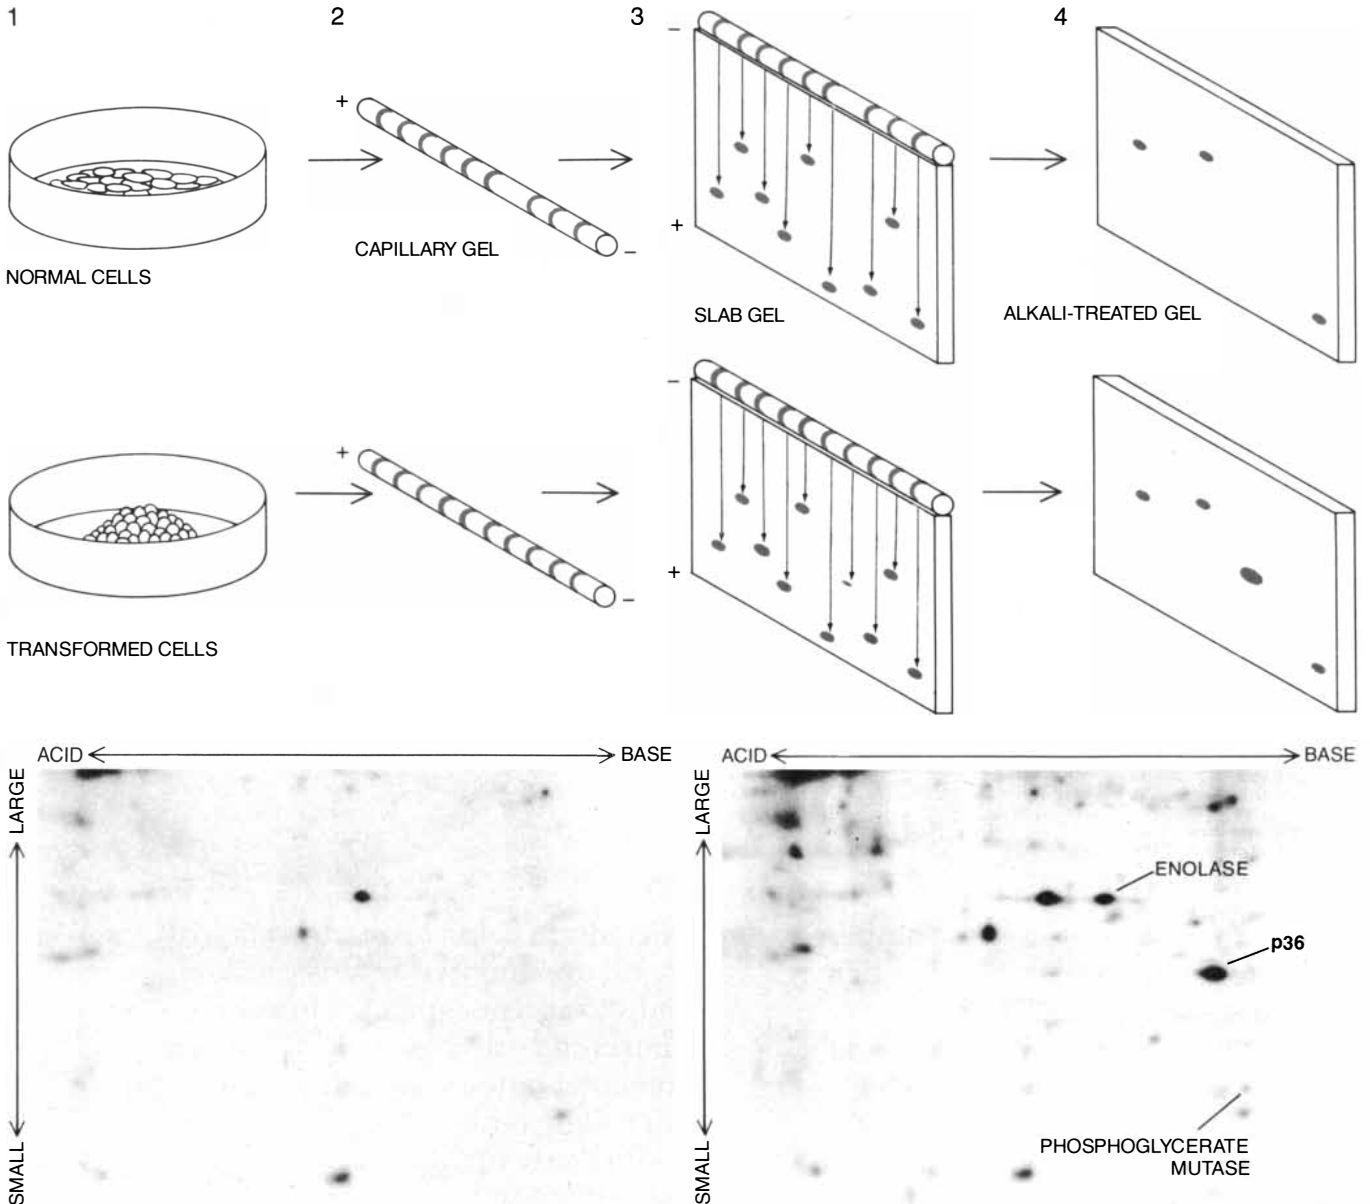 1
2
3
4
+
−
−
+
NORMAL CELLS
CAPILLARY GEL
SLAB GEL
ALKALI-TREATED GEL
+
−
−
+
TRANSFORMED CELLS
ACID
BASE
LARGE
SMALL
ACID
BASE
LARGE
SMALL
ENOLASE
p36
PHOSPHOGLYCERATE
MUTASE